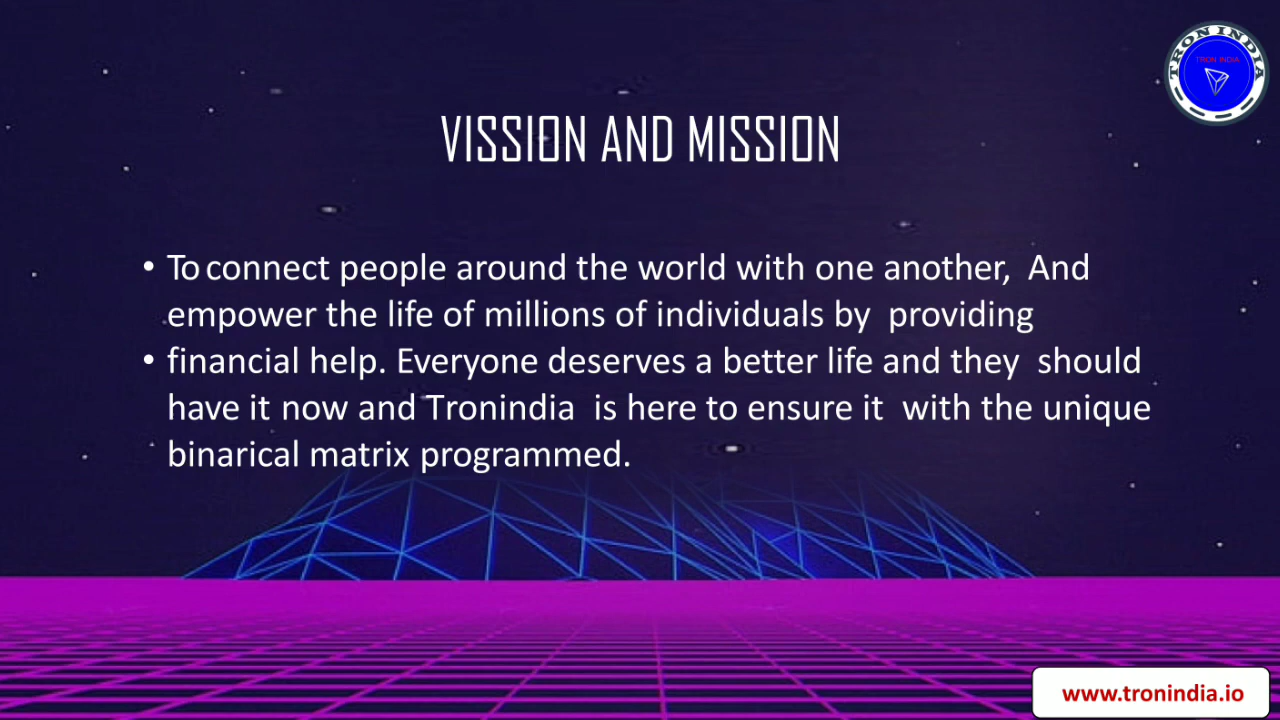 TRON INDIA
TRON INDIA
VISSION AND MISSION
• To connect people around the world with one another, And
empower the life of millions of individuals by providing
• financial help. Everyone deserves a better life and they should
have it now and Tronindia is here to ensure it with the unique
binarical matrix programmed.
www.tronindia.io